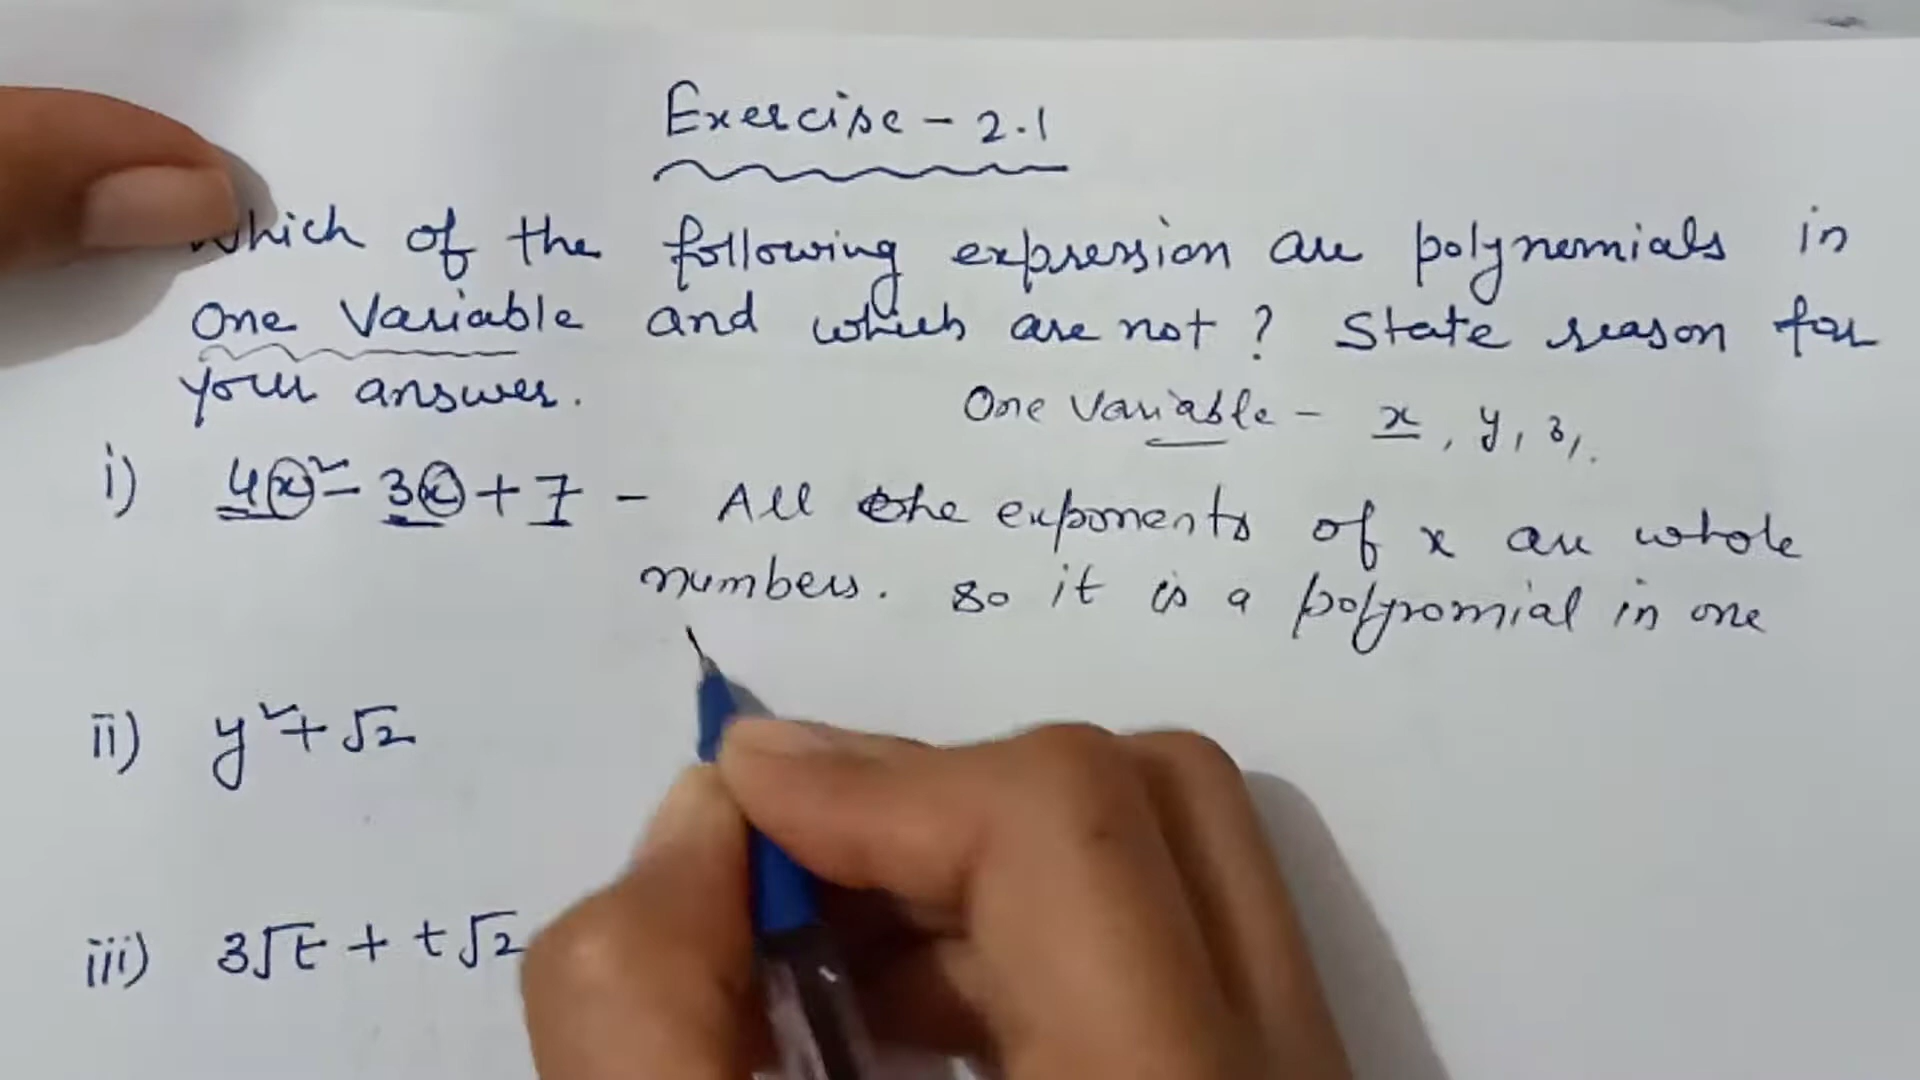 Exercise - 2.1
Which of the following expression are polynomials in
One Variable and which are not ? State reason for
your answer.
One Variable - x, y, z,.
i) 4x² - 3x + 7 - All the exponents of x are whole
numbers. so it is a polynomial in one
ii) y² + √2
iii) 3√t + t√2